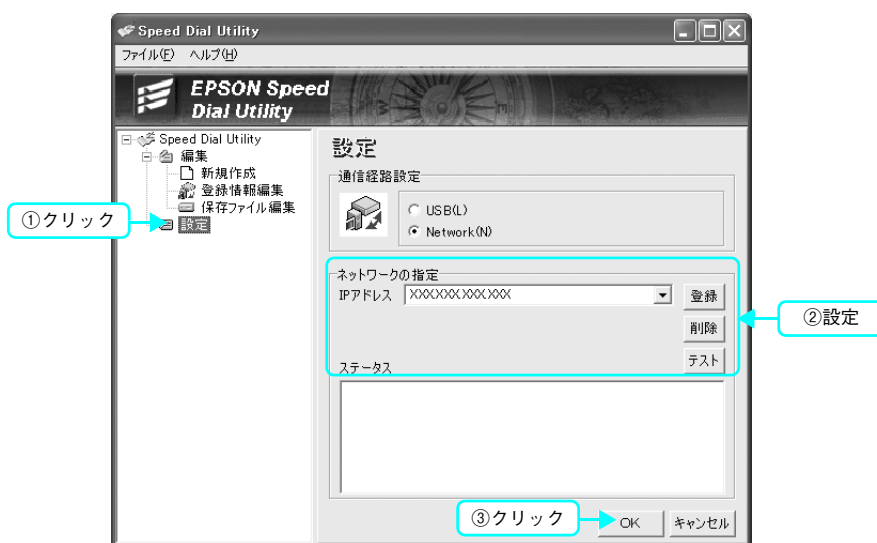 Speed Dial Utility
ファイル(F) ヘルプ(H)
EPSON Speed
Dial Utility
Speed Dial Utility
編集
新規作成
登録情報編集
保存ファイル編集
設定
①クリック
設定
通信経路設定
USB(L)
Network(N)
ネットワークの指定
IPアドレス XXX.XXX.XXX.XXX 登録
削除
テスト
ステータス
②設定
③クリック
OK キャンセル